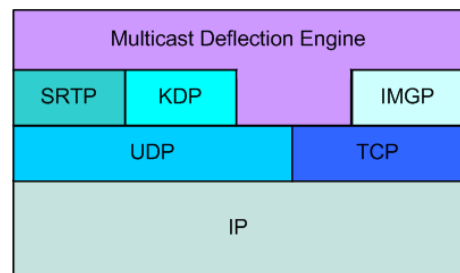 Multicast Deflection Engine
SRTP KDP IMGP
UDP TCP
IP